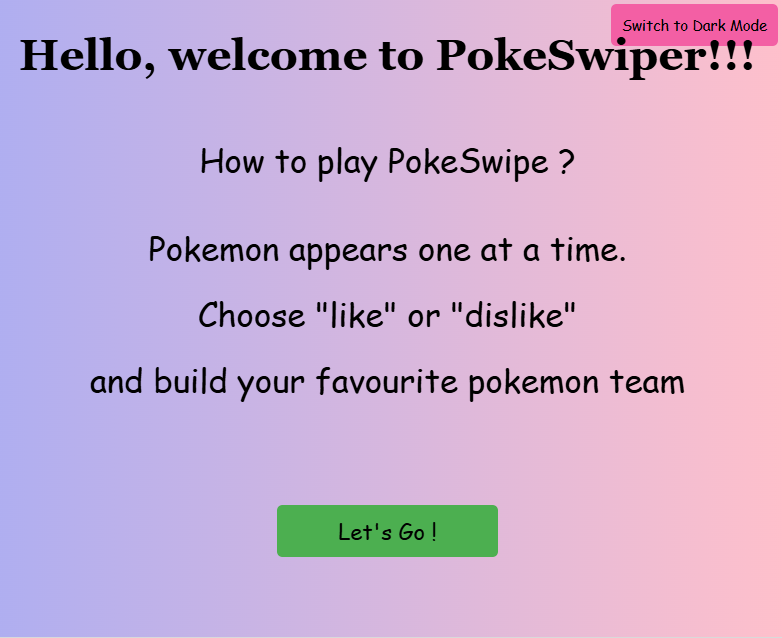 Switch to Dark Mode
Hello, welcome to PokeSwiper!!!
How to play PokeSwipe ?
Pokemon appears one at a time.
Choose "like" or "dislike"
and build your favourite pokemon team
Let's Go !